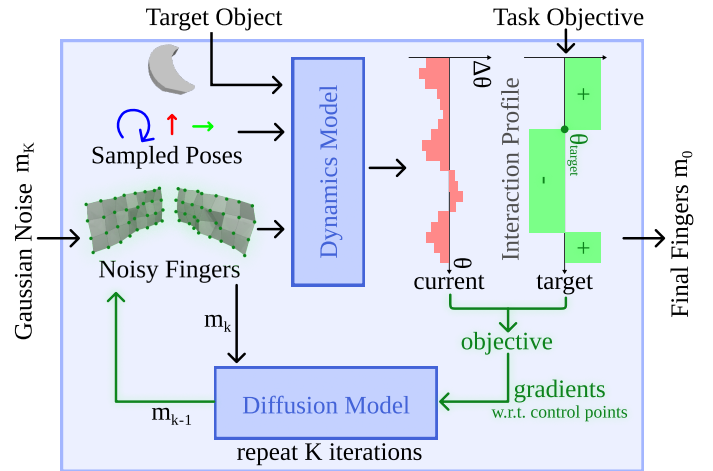 Target Object
Task Objective
Gaussian Noise m_K
Sampled Poses
Noisy Fingers
Dynamics Model
∇θ
θ
current
Interaction Profile
+
θ_target
-
+
target
Final Fingers m_0
objective
gradients
w.r.t. control points
m_k
Diffusion Model
m_k-1
repeat K iterations